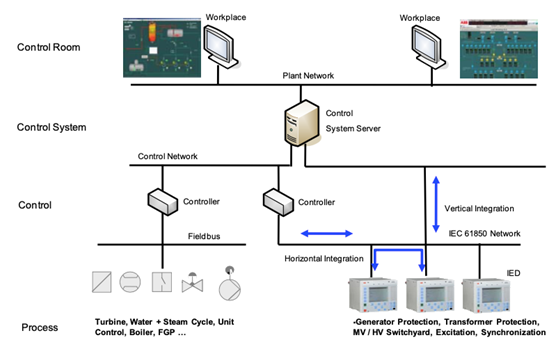 Workplace
Workplace
Control Room
ABB
Plant Network
Control
System Server
Control System
Control Network
Control
Controller
Controller
Vertical Integration
Fieldbus
IEC 61850 Network
Horizontal Integration
IED
Process
Turbine, Water + Steam Cycle, Unit
Control, Boiler, FGP ...
-Generator Protection, Transformer Protection,
MV / HV Switchyard, Excitation, Synchronization